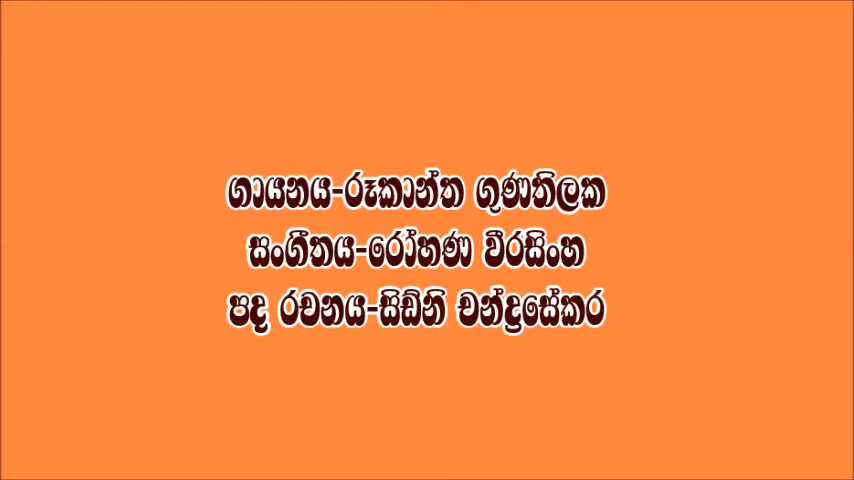 ගායනය-රූකාන්ත ගුණතිලක
සංගීතය-රෝහණ වීරසිංහ
පද රචනය-සිඩ්නි චන්ද්‍රසේකර